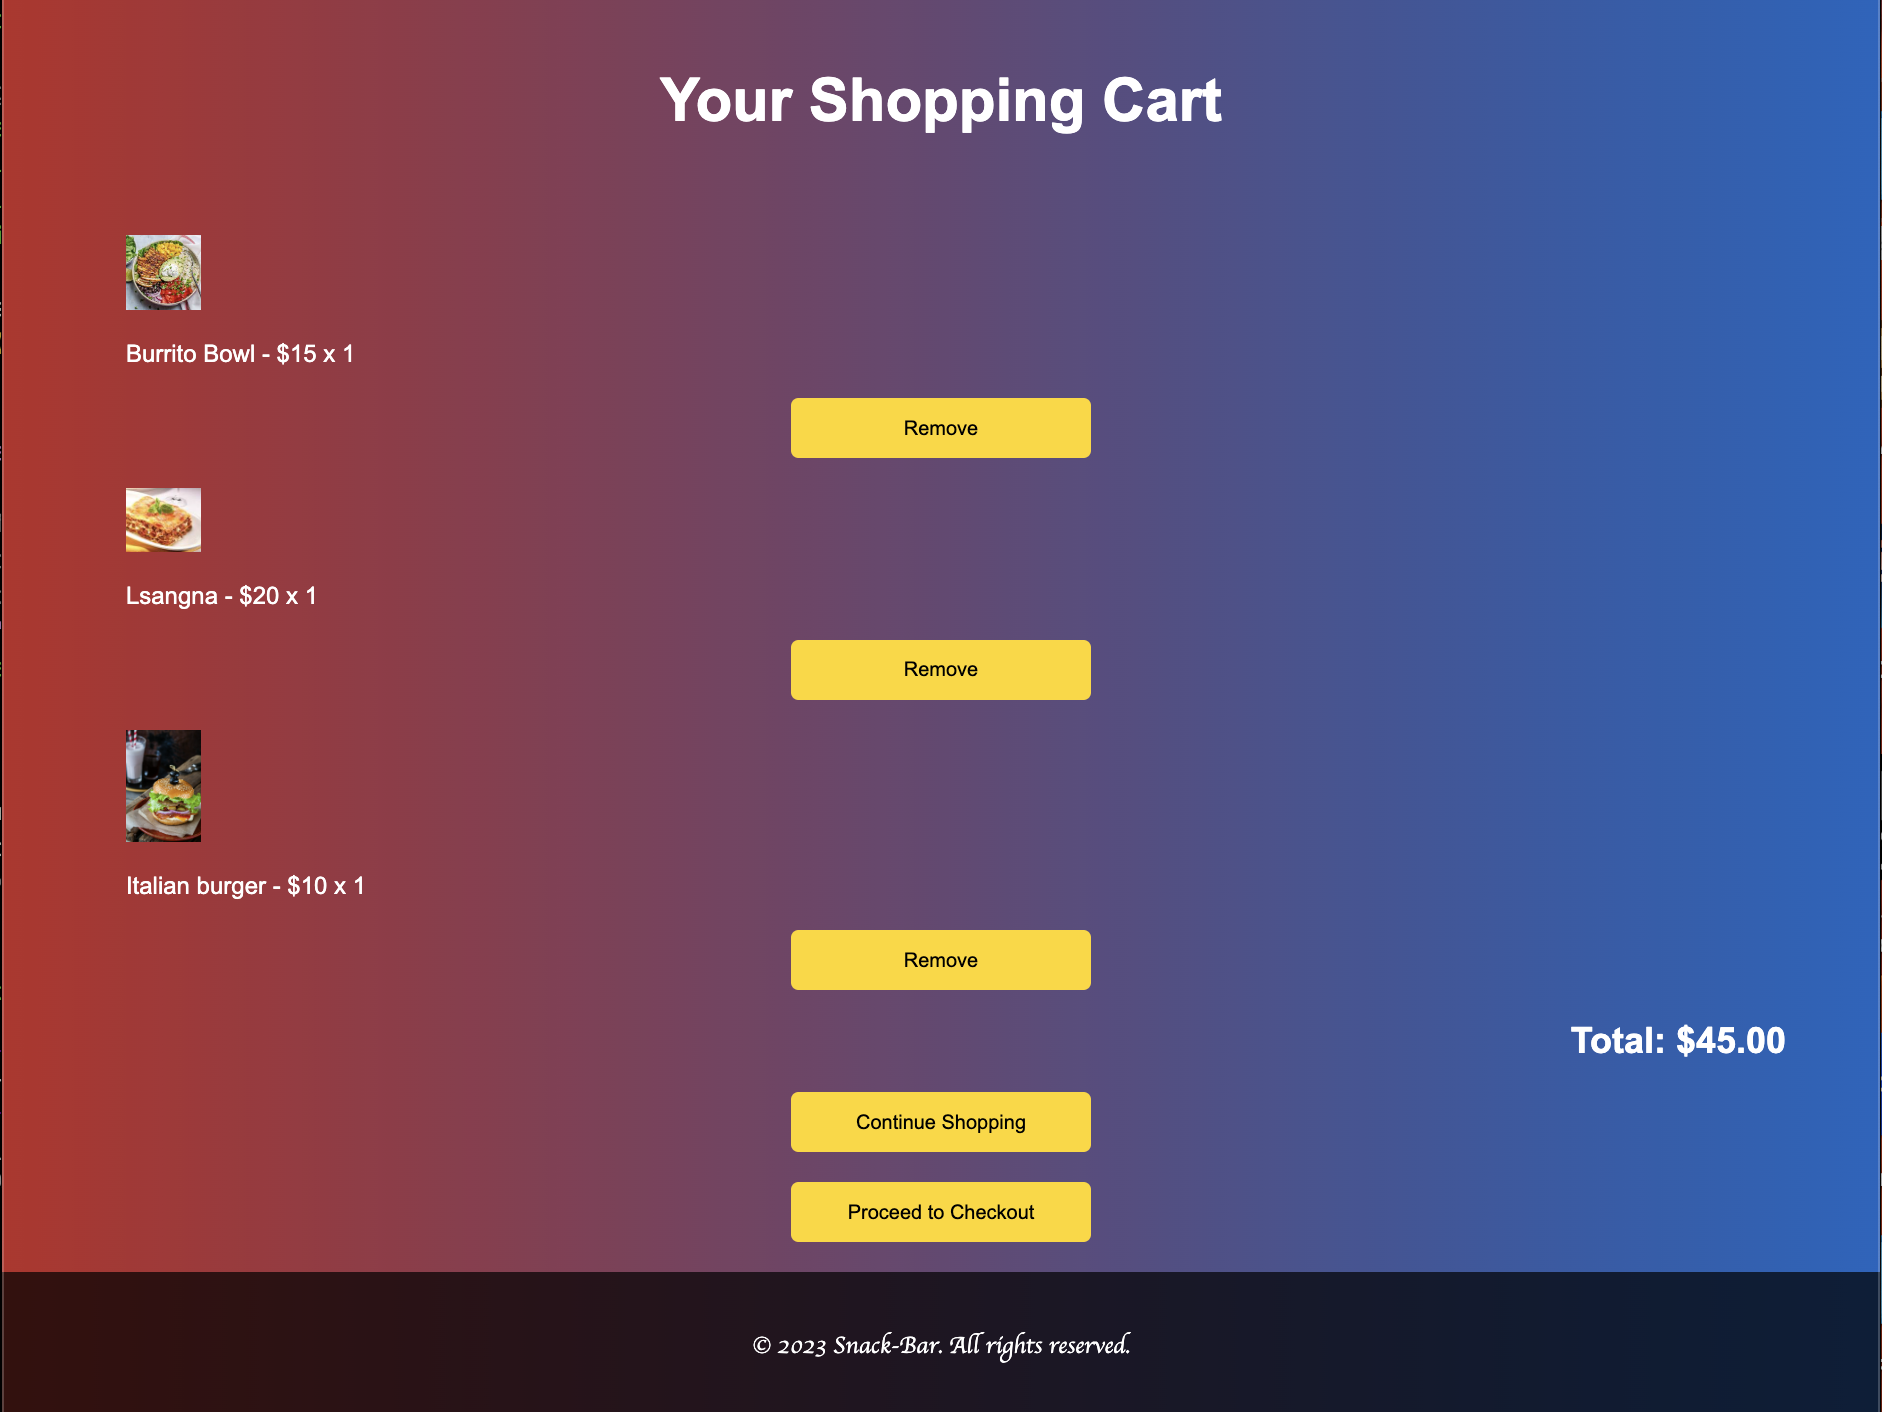 Your Shopping Cart
Burrito Bowl - $15 x 1
Remove
Lsangna - $20 x 1
Remove
Italian burger - $10 x 1
Remove
Total: $45.00
Continue Shopping
Proceed to Checkout
© 2023 Snack-Bar. All rights reserved.